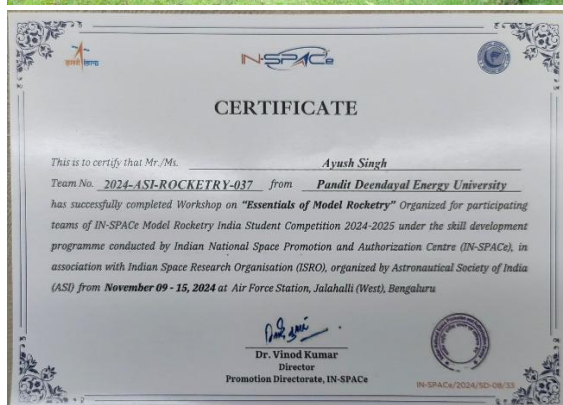 इसरो isro
IN-SPACe
CERTIFICATE
This is to certify that Mr./Ms. Ayush Singh
Team No. 2024-ASI-ROCKETRY-037 from Pandit Deendayal Energy University
has successfully completed Workshop on "Essentials of Model Rocketry" Organized for participating
teams of IN-SPACe Model Rocketry India Student Competition 2024-2025 under the skill development
programme conducted by Indian National Space Promotion and Authorization Centre (IN-SPACe), in
association with Indian Space Research Organisation (ISRO), organized by Astronautical Society of India
(ASI) from November 09 - 15, 2024 at Air Force Station, Jalahalli (West), Bengaluru
Dr. Vinod Kumar
Director
Promotion Directorate, IN-SPACe
IN-SPACe/2024/SD-08/33